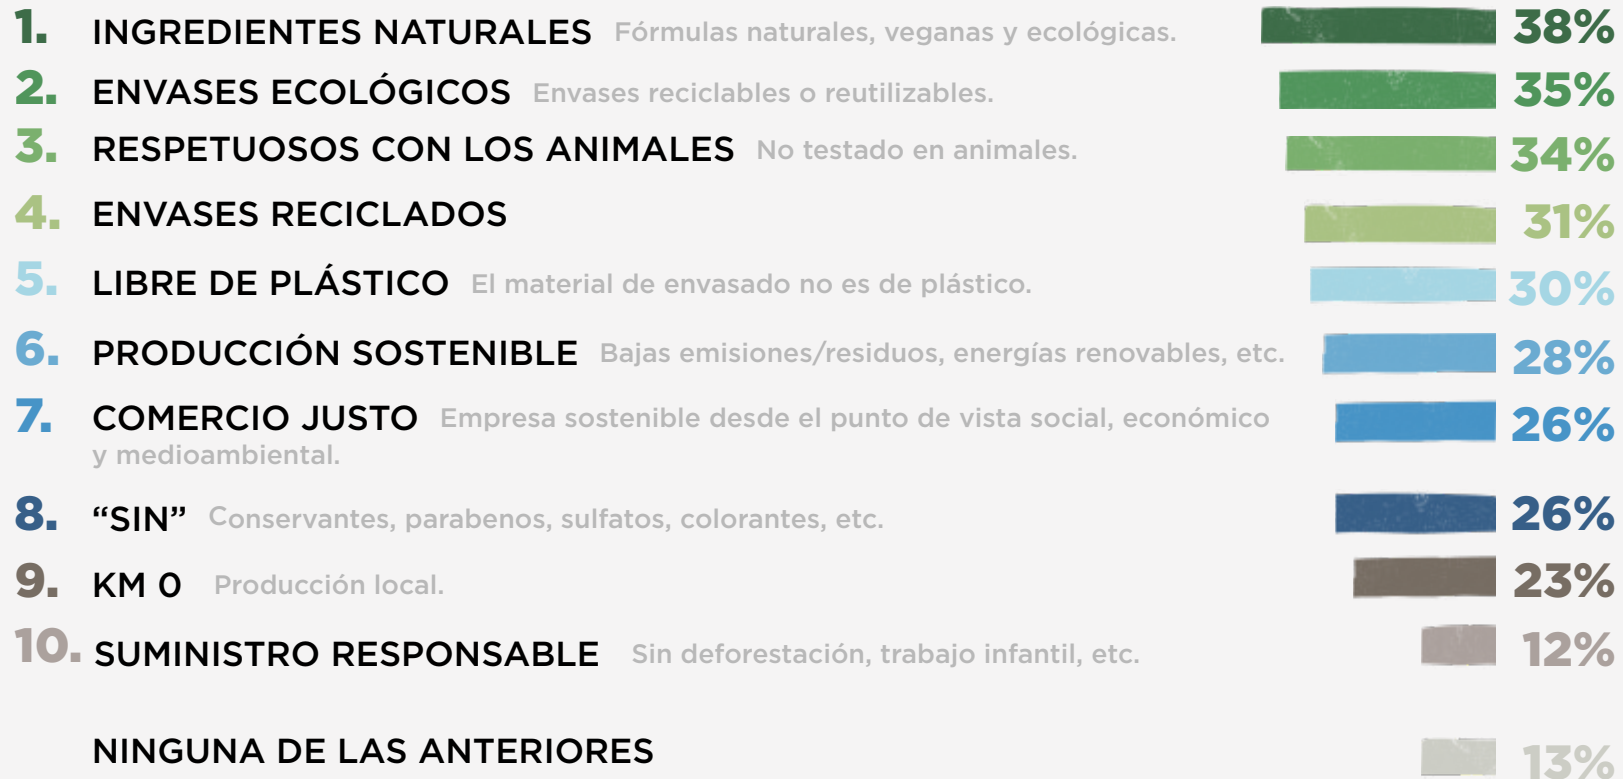 1. INGREDIENTES NATURALES Fórmulas naturales, veganas y ecológicas. 38%
2. ENVASES ECOLÓGICOS Envases reciclables o reutilizables. 35%
3. RESPETUOSOS CON LOS ANIMALES No testado en animales. 34%
4. ENVASES RECICLADOS 31%
5. LIBRE DE PLÁSTICO El material de envasado no es de plástico. 30%
6. PRODUCCIÓN SOSTENIBLE Bajas emisiones/residuos, energías renovables, etc. 28%
7. COMERCIO JUSTO Empresa sostenible desde el punto de vista social, económico 26%
y medioambiental.
8. “SIN” Conservantes, parabenos, sulfatos, colorantes, etc. 26%
9. KM 0 Producción local. 23%
10. SUMINISTRO RESPONSABLE Sin deforestación, trabajo infantil, etc. 12%
NINGUNA DE LAS ANTERIORES 13%